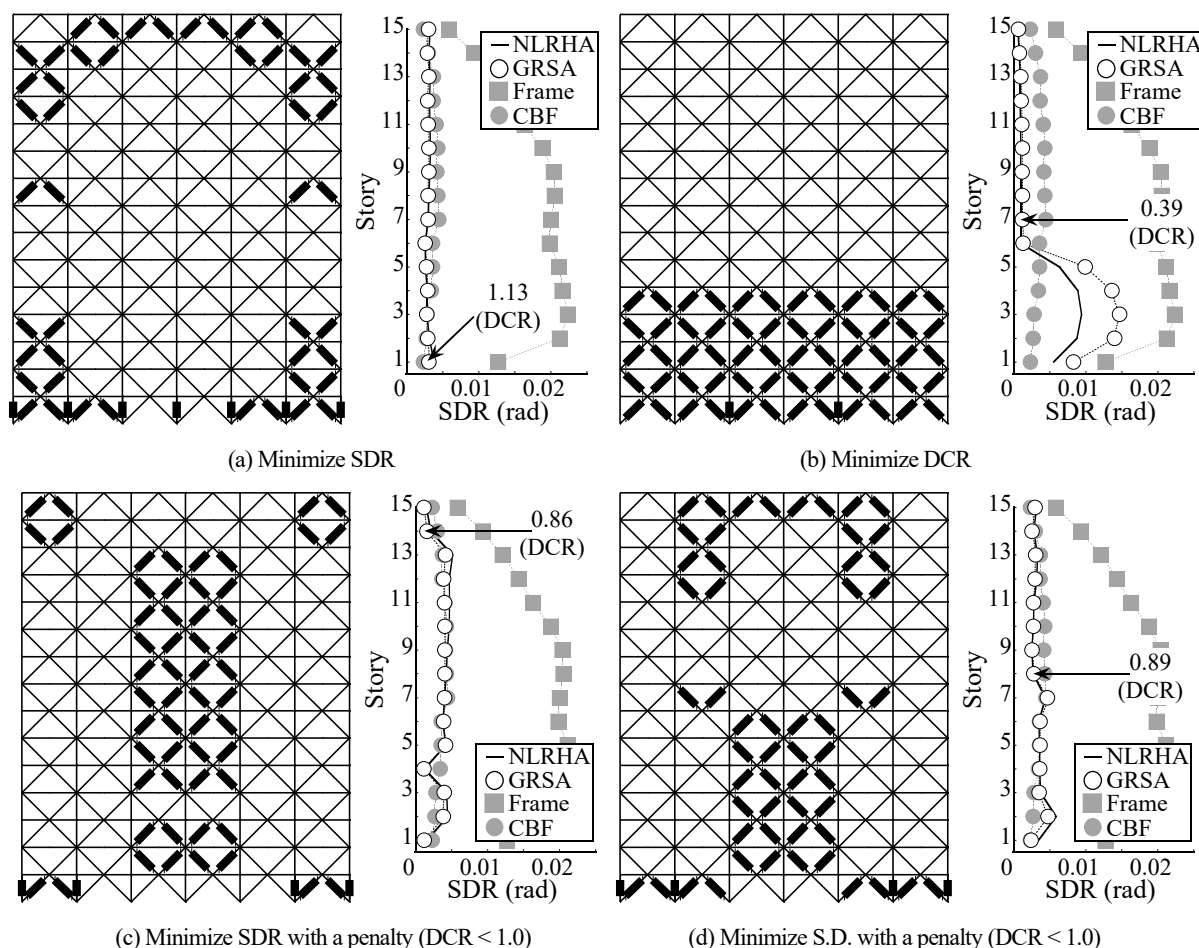 15
13
11
9
7
5
3
1
Story
NLRHA
GRSA
Frame
CBF
1.13
(DCR)
0 0.01 0.02
SDR (rad)
(a) Minimize SDR
15
13
11
9
7
5
3
1
Story
NLRHA
GRSA
Frame
CBF
0.39
(DCR)
0 0.01 0.02
SDR (rad)
(b) Minimize DCR
15
13
11
9
7
5
3
1
Story
0.86
(DCR)
NLRHA
GRSA
Frame
CBF
0 0.01 0.02
SDR (rad)
(c) Minimize SDR with a penalty (DCR < 1.0)
15
13
11
9
7
5
3
1
Story
0.89
(DCR)
NLRHA
GRSA
Frame
CBF
0 0.01 0.02
SDR (rad)
(d) Minimize S.D. with a penalty (DCR < 1.0)